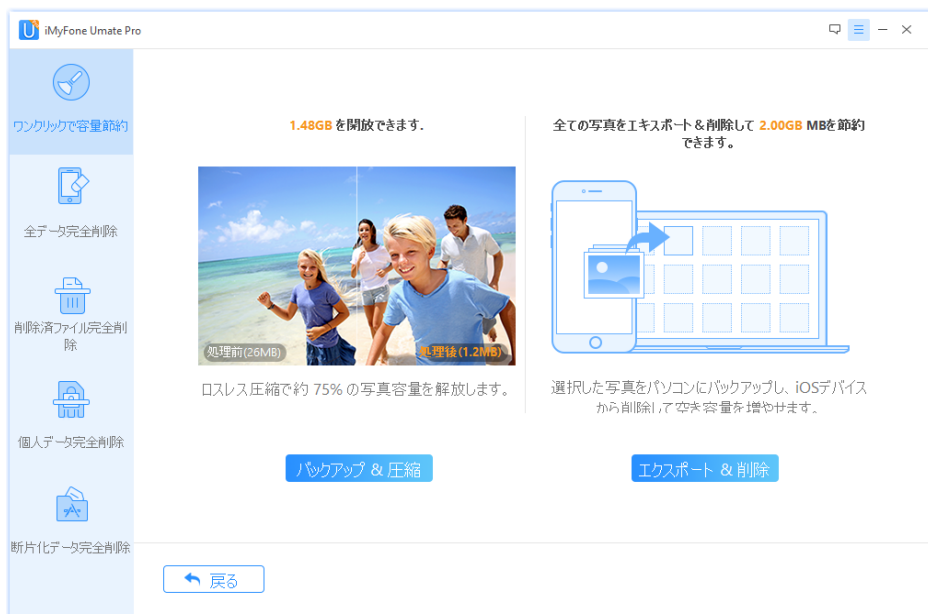 iMyFone Umate Pro
ワンクリックで容量節約
全データ完全削除
削除済ファイル完全削
除
個人データ完全削除
断片化データ完全削除
1.48GB を開放できます.
処理前(26MB)
処理後(1.2MB)
ロスレス圧縮で約 75% の写真容量を解放します。
バックアップ & 圧縮
全ての写真をエキスポート＆削除して 2.00GB MBを節約
できます。
選択した写真をパソコンにバックアップし、iOSデバイス
から削除して空き容量を増やせます.
エクスポート & 削除
戻る